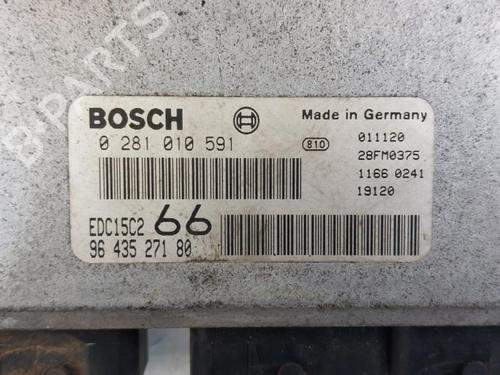 B-PARTS
BOSCH
Made in Germany
0 281 010 591
810
011120
28FM0375
1166 0241
19120
EDC15C2 66
96 435 271 80